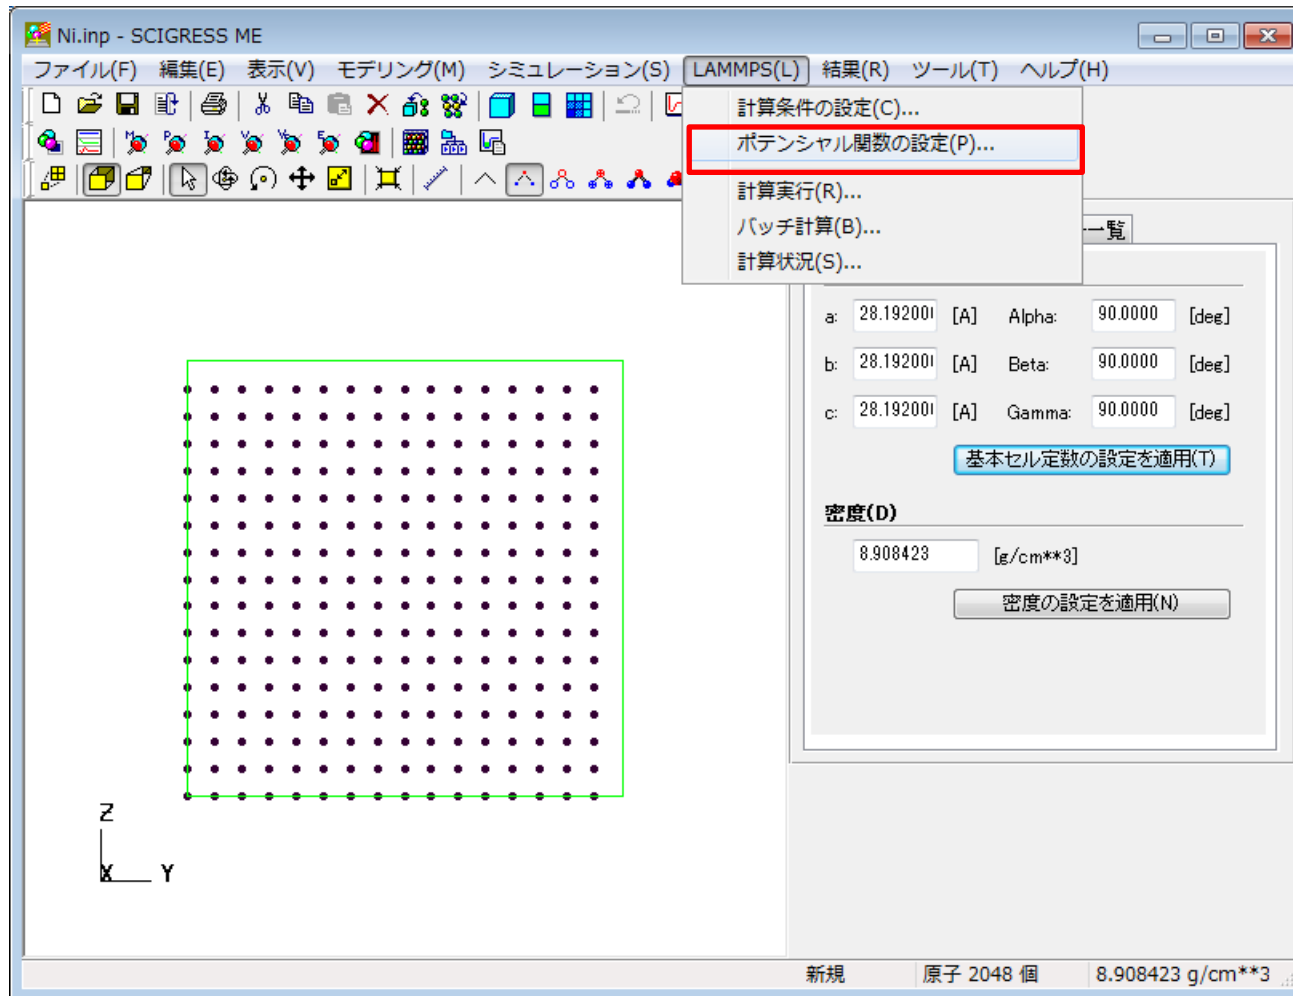 Ni.inp - SCIGRESS ME
ファイル(F) 編集(E) 表示(V) モデリング(M) シミュレーション(S) LAMMPS(L) 結果(R) ツール(T) ヘルプ(H)
計算条件の設定(C)...
ポテンシャル関数の設定(P)...
計算実行(R)...
バッチ計算(B)...
計算状況(S)...
一覧
a: 28.19200 [A] Alpha: 90.0000 [deg]
b: 28.19200 [A] Beta: 90.0000 [deg]
c: 28.19200 [A] Gamma: 90.0000 [deg]
基本セル定数の設定を適用(T)
密度(D)
8.908423 [g/cm**3]
密度の設定を適用(N)
Z
X Y
新規 原子 2048 個 8.908423 g/cm**3